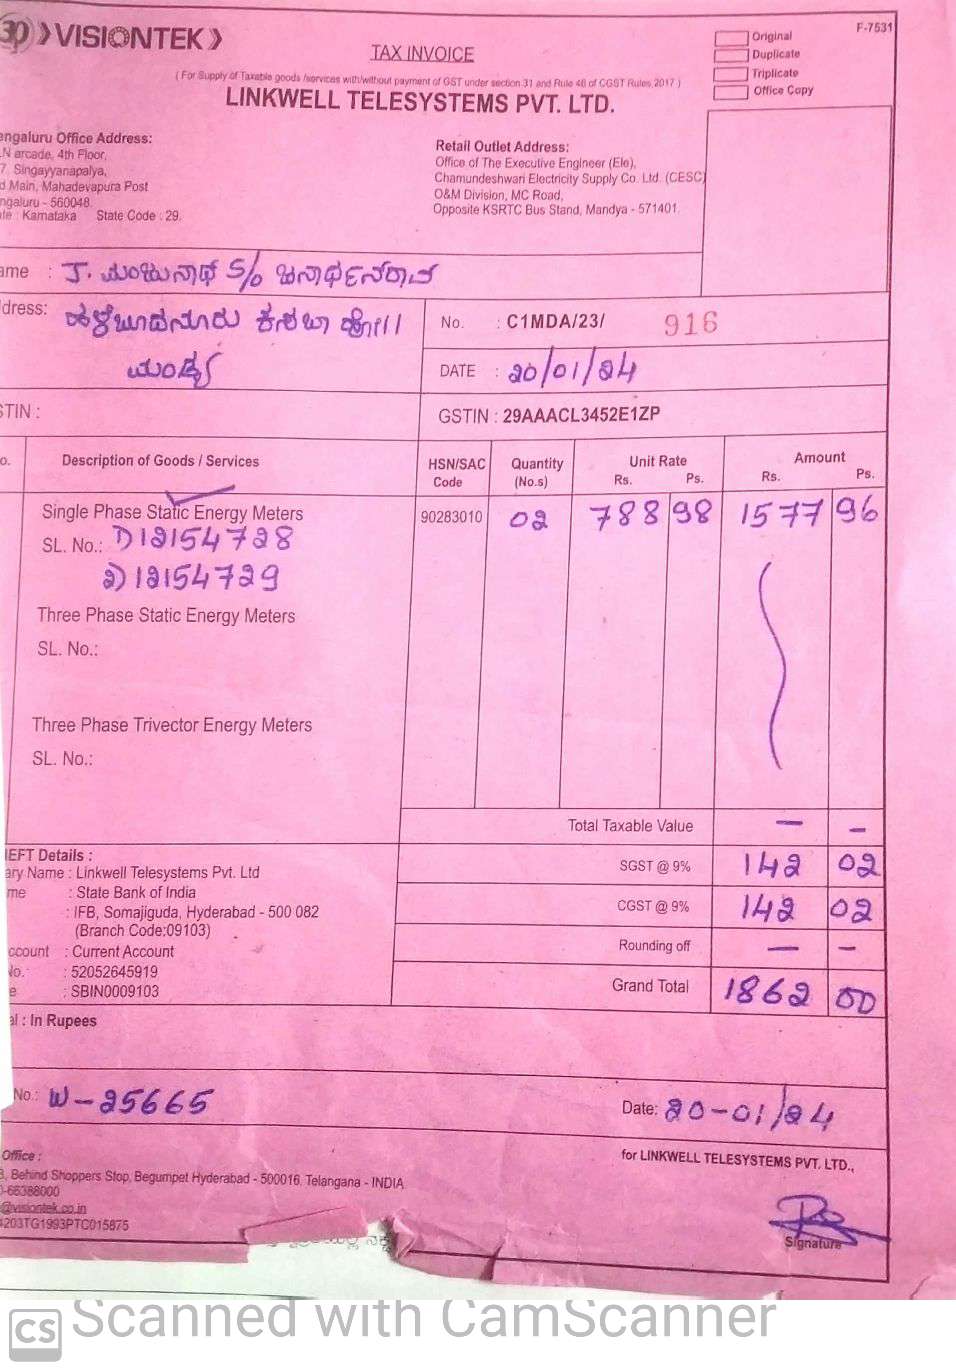 VISIONTEK
F-7531
TAX INVOICE
Original
Duplicate
Triplicate
Office Copy
( For Supply of Taxable goods /services with/without payment of GST under section 31 and Rule 46 of CGST Rules, 2017 )
LINKWELL TELESYSTEMS PVT. LTD.
engaluru Office Address:
N arcade, 4th Floor,
7, Singayyanapalya,
d Main, Mahadevapura Post
ngaluru - 560048.
Karnataka State Code : 29.
Retail Outlet Address:
Office of The Executive Engineer (Ele),
Chamundeshwari Electricity Supply Co. Ltd. (CESC)
O&M Division, MC Road,
Opposite KSRTC Bus Stand, Mandya - 571401.
ame : J. ಮಂಜುನಾಥ್ S/o ಜನಾರ್ಧನರಾವ್
dress: ಹಳೆಬೂದನೂರು ಕಸಬಾ ಹೋ||
ಮಂಡ್ಯ
No. : C1MDA/23/ 916
DATE : 20/01/24
STIN :
GSTIN : 29AAACL3452E1ZP
o. Description of Goods / Services HSN/SAC Code Quantity (No.s) Unit Rate Rs. Ps. Amount Rs. Ps.
Single Phase Static Energy Meters 90283010 02 788 98 1577 96
SL. No.: 1) 12154728
2) 12154729
Three Phase Static Energy Meters
SL. No.:
Three Phase Trivector Energy Meters
SL. No.:
Total Taxable Value — —
SGST @ 9% 142 02
CGST @ 9% 142 02
Rounding off — —
Grand Total 1862 00
EFT Details :
ary Name : Linkwell Telesystems Pvt. Ltd
me : State Bank of India
: IFB, Somajiguda, Hyderabad - 500 082
(Branch Code:09103)
ccount : Current Account
No. : 52052645919
e : SBIN0009103
al : In Rupees
No.: W-25665
Date: 20-01/24
Office :
3, Behind Shoppers Stop, Begumpet Hyderabad - 500016. Telangana - INDIA
0-66388000
@visiontek.co.in
4203TG1993PTC015875
for LINKWELL TELESYSTEMS PVT. LTD.,
Signature
CS Scanned with CamScanner